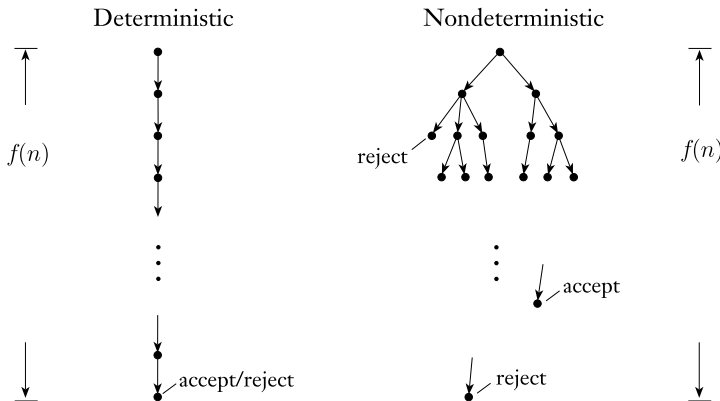 Deterministic
Nondeterministic
f(n)
reject
f(n)
accept
accept/reject
reject